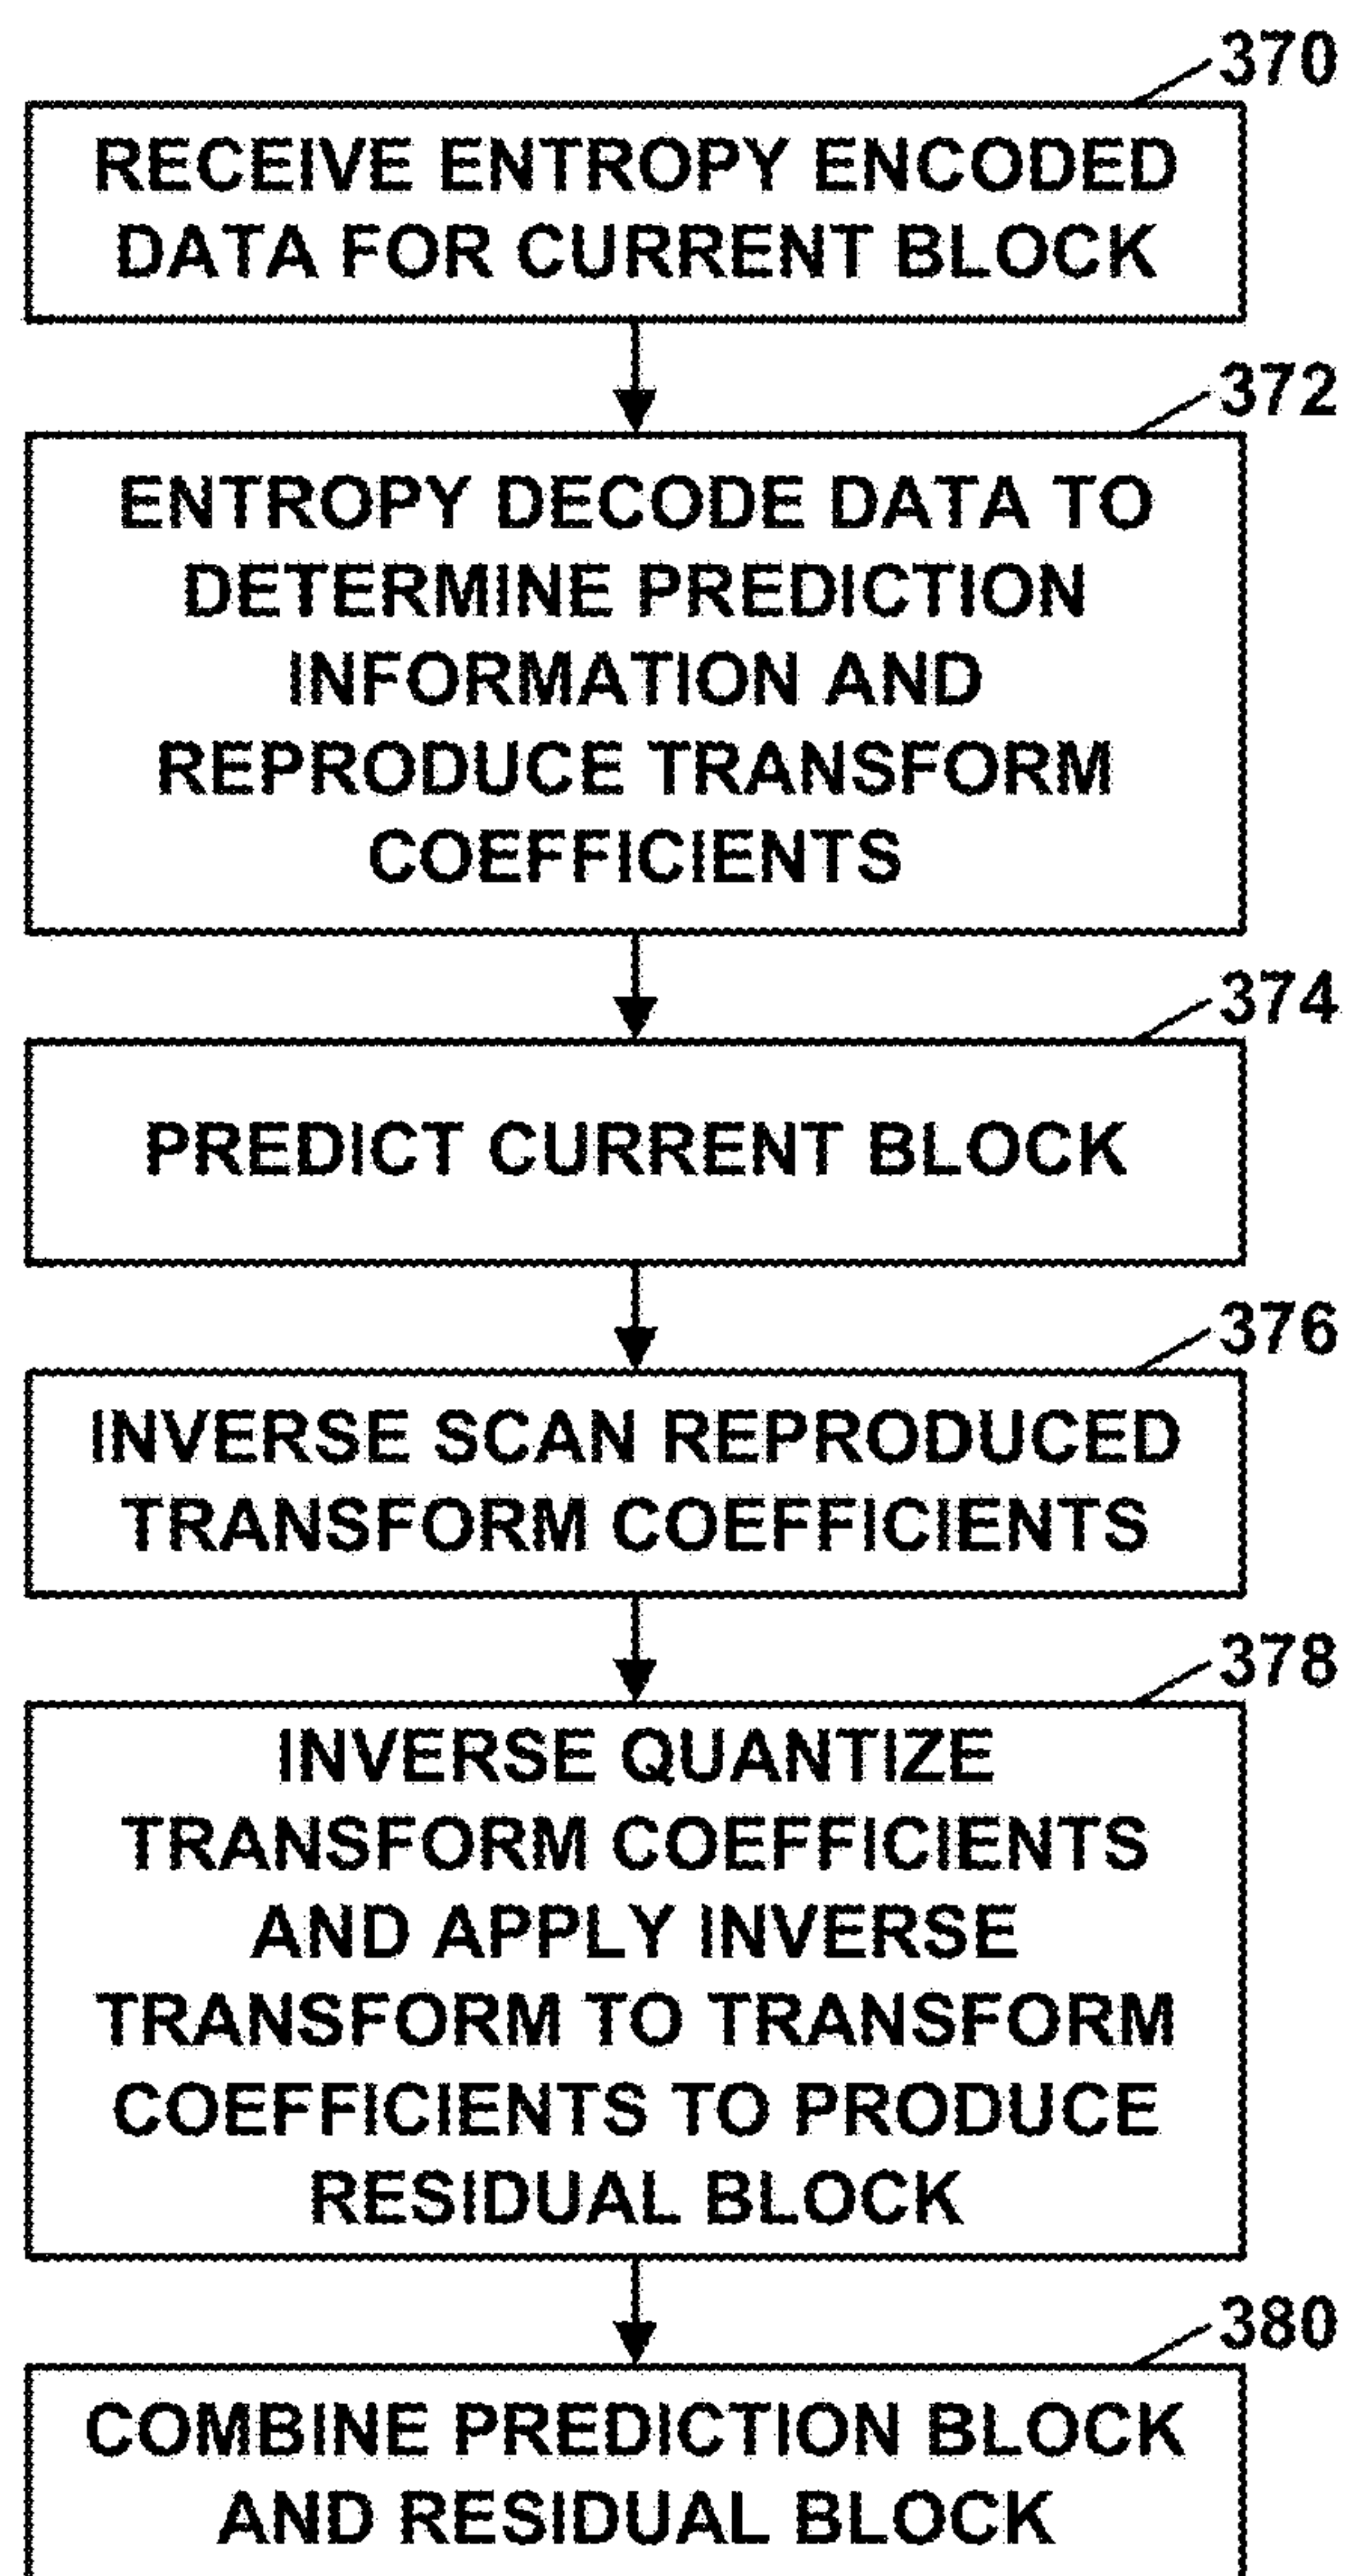 370
RECEIVE ENTROPY ENCODED
DATA FOR CURRENT BLOCK
372
ENTROPY DECODE DATA TO
DETERMINE PREDICTION
INFORMATION AND
REPRODUCE TRANSFORM
COEFFICIENTS
374
PREDICT CURRENT BLOCK
376
INVERSE SCAN REPRODUCED
TRANSFORM COEFFICIENTS
378
INVERSE QUANTIZE
TRANSFORM COEFFICIENTS
AND APPLY INVERSE
TRANSFORM TO TRANSFORM
COEFFICIENTS TO PRODUCE
RESIDUAL BLOCK
380
COMBINE PREDICTION BLOCK
AND RESIDUAL BLOCK